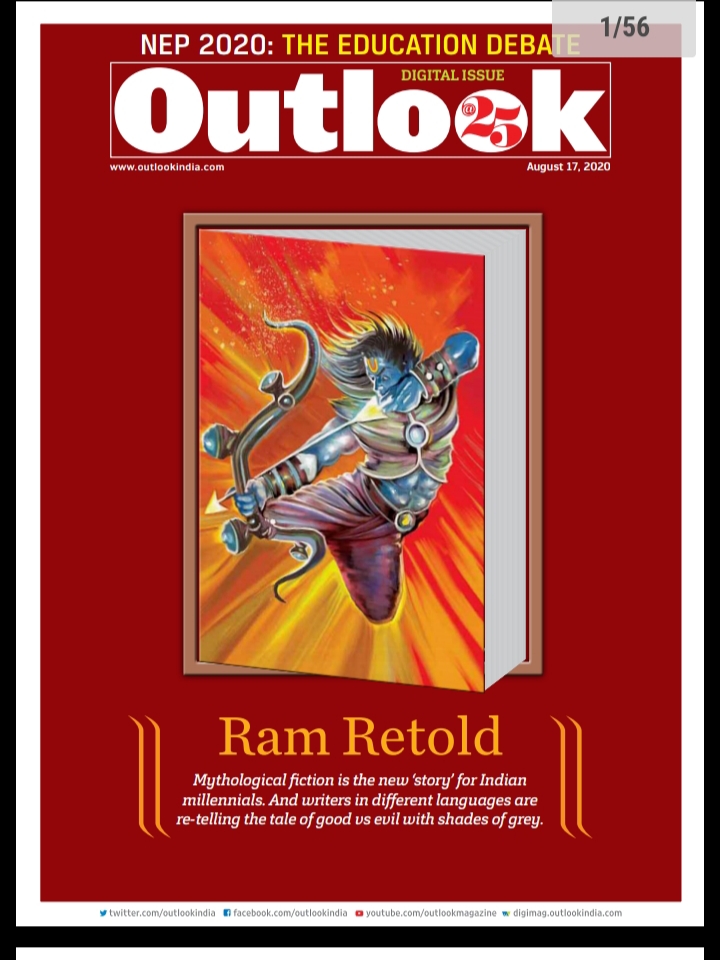 1/56
NEP 2020: THE EDUCATION DEBATE
DIGITAL ISSUE
Outlook
@25
www.outlookindia.com
August 17, 2020
Ram Retold
Mythological fiction is the new ‘story’ for Indian
millennials. And writers in different languages are
re-telling the tale of good vs evil with shades of grey.
twitter.com/outlookindia facebook.com/outlookindia youtube.com/outlookmagazine digimag.outlookindia.com